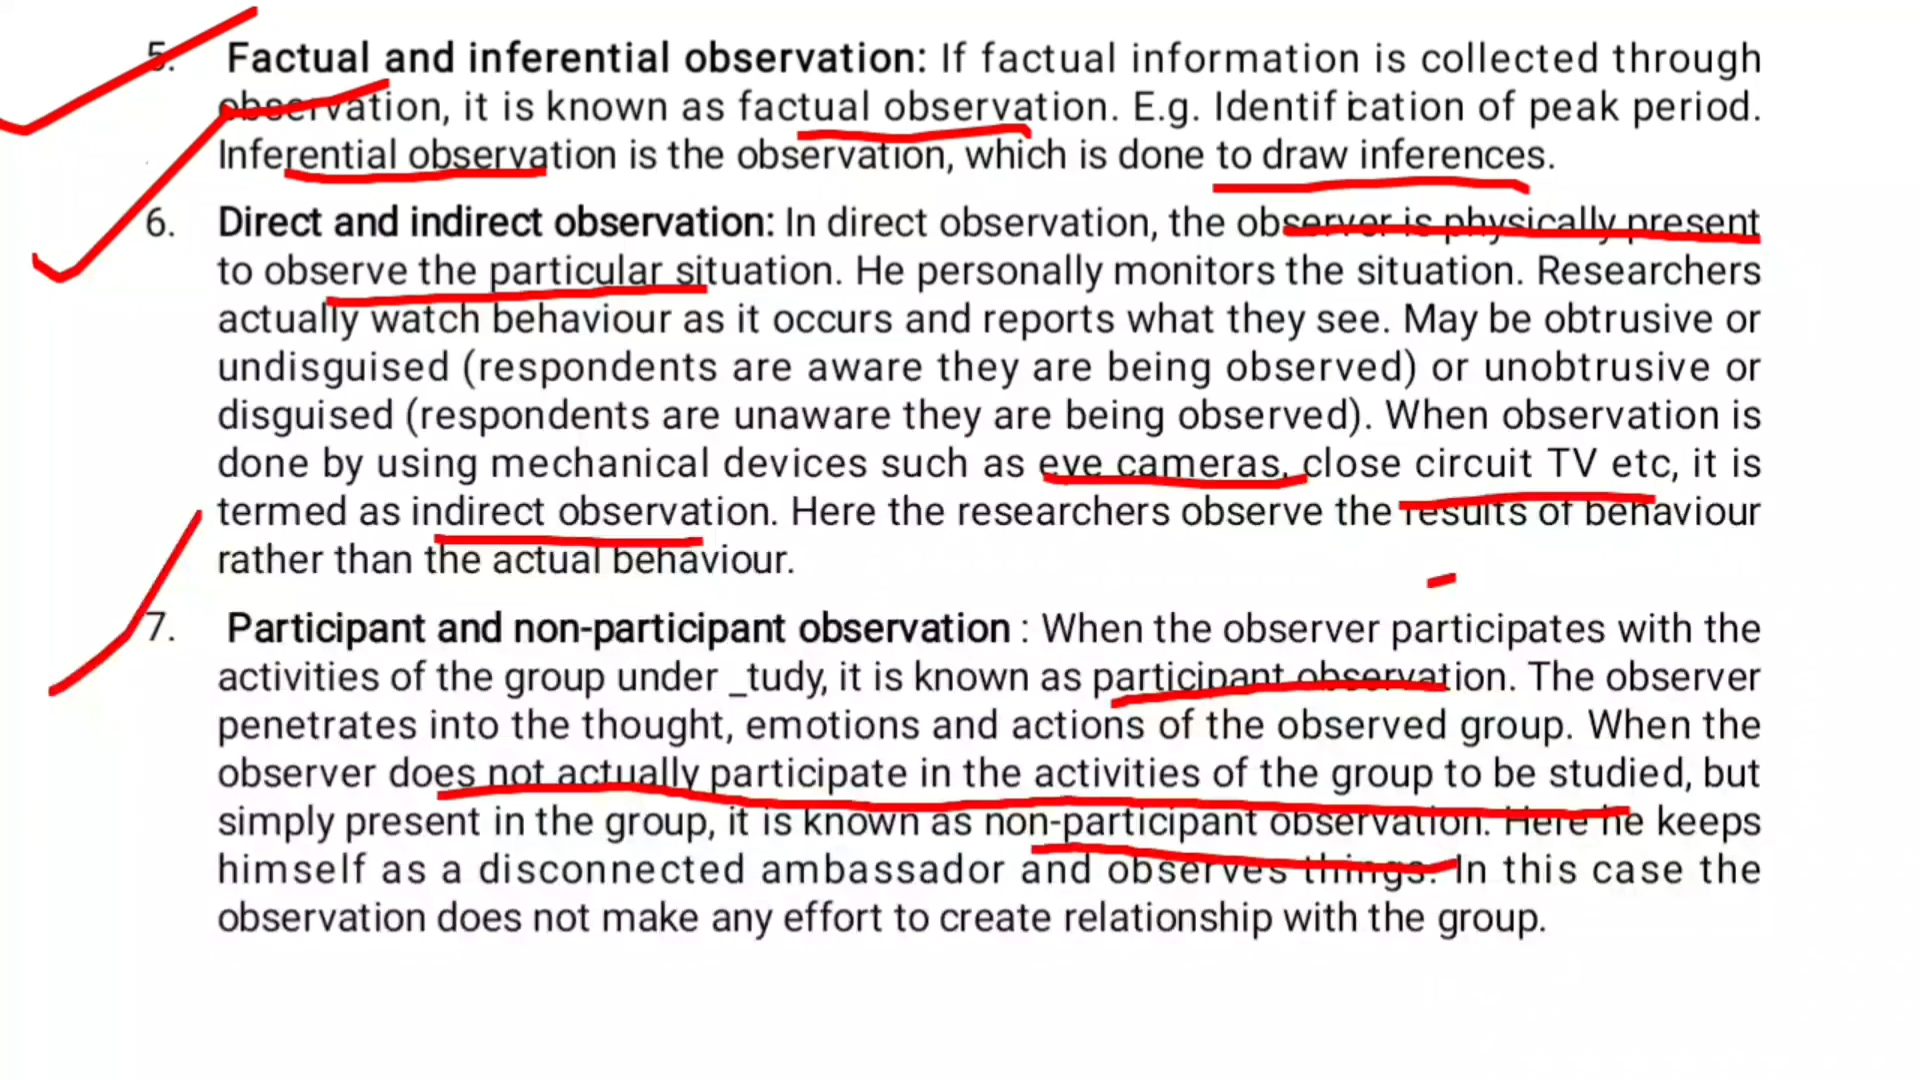 5. Factual and inferential observation: If factual information is collected through
observation, it is known as factual observation. E.g. Identification of peak period.
Inferential observation is the observation, which is done to draw inferences.
6. Direct and indirect observation: In direct observation, the observer is physically present
to observe the particular situation. He personally monitors the situation. Researchers
actually watch behaviour as it occurs and reports what they see. May be obtrusive or
undisguised (respondents are aware they are being observed) or unobtrusive or
disguised (respondents are unaware they are being observed). When observation is
done by using mechanical devices such as eye cameras, close circuit TV etc, it is
termed as indirect observation. Here the researchers observe the results of behaviour
rather than the actual behaviour.
7. Participant and non-participant observation : When the observer participates with the
activities of the group under _tudy, it is known as participant observation. The observer
penetrates into the thought, emotions and actions of the observed group. When the
observer does not actually participate in the activities of the group to be studied, but
simply present in the group, it is known as non-participant observation. Here he keeps
himself as a disconnected ambassador and observes things. In this case the
observation does not make any effort to create relationship with the group.